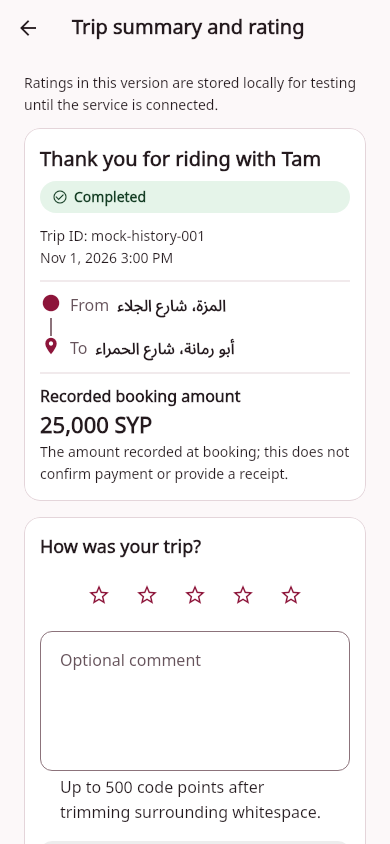 Trip summary and rating
Ratings in this version are stored locally for testing
until the service is connected.
Thank you for riding with Tam
Completed
Trip ID: mock-history-001
Nov 1, 2026 3:00 PM
From المزة، شارع الجلاء
To أبو رمانة، شارع الحمراء
Recorded booking amount
25,000 SYP
The amount recorded at booking; this does not
confirm payment or provide a receipt.
How was your trip?
Optional comment
Up to 500 code points after
trimming surrounding whitespace.